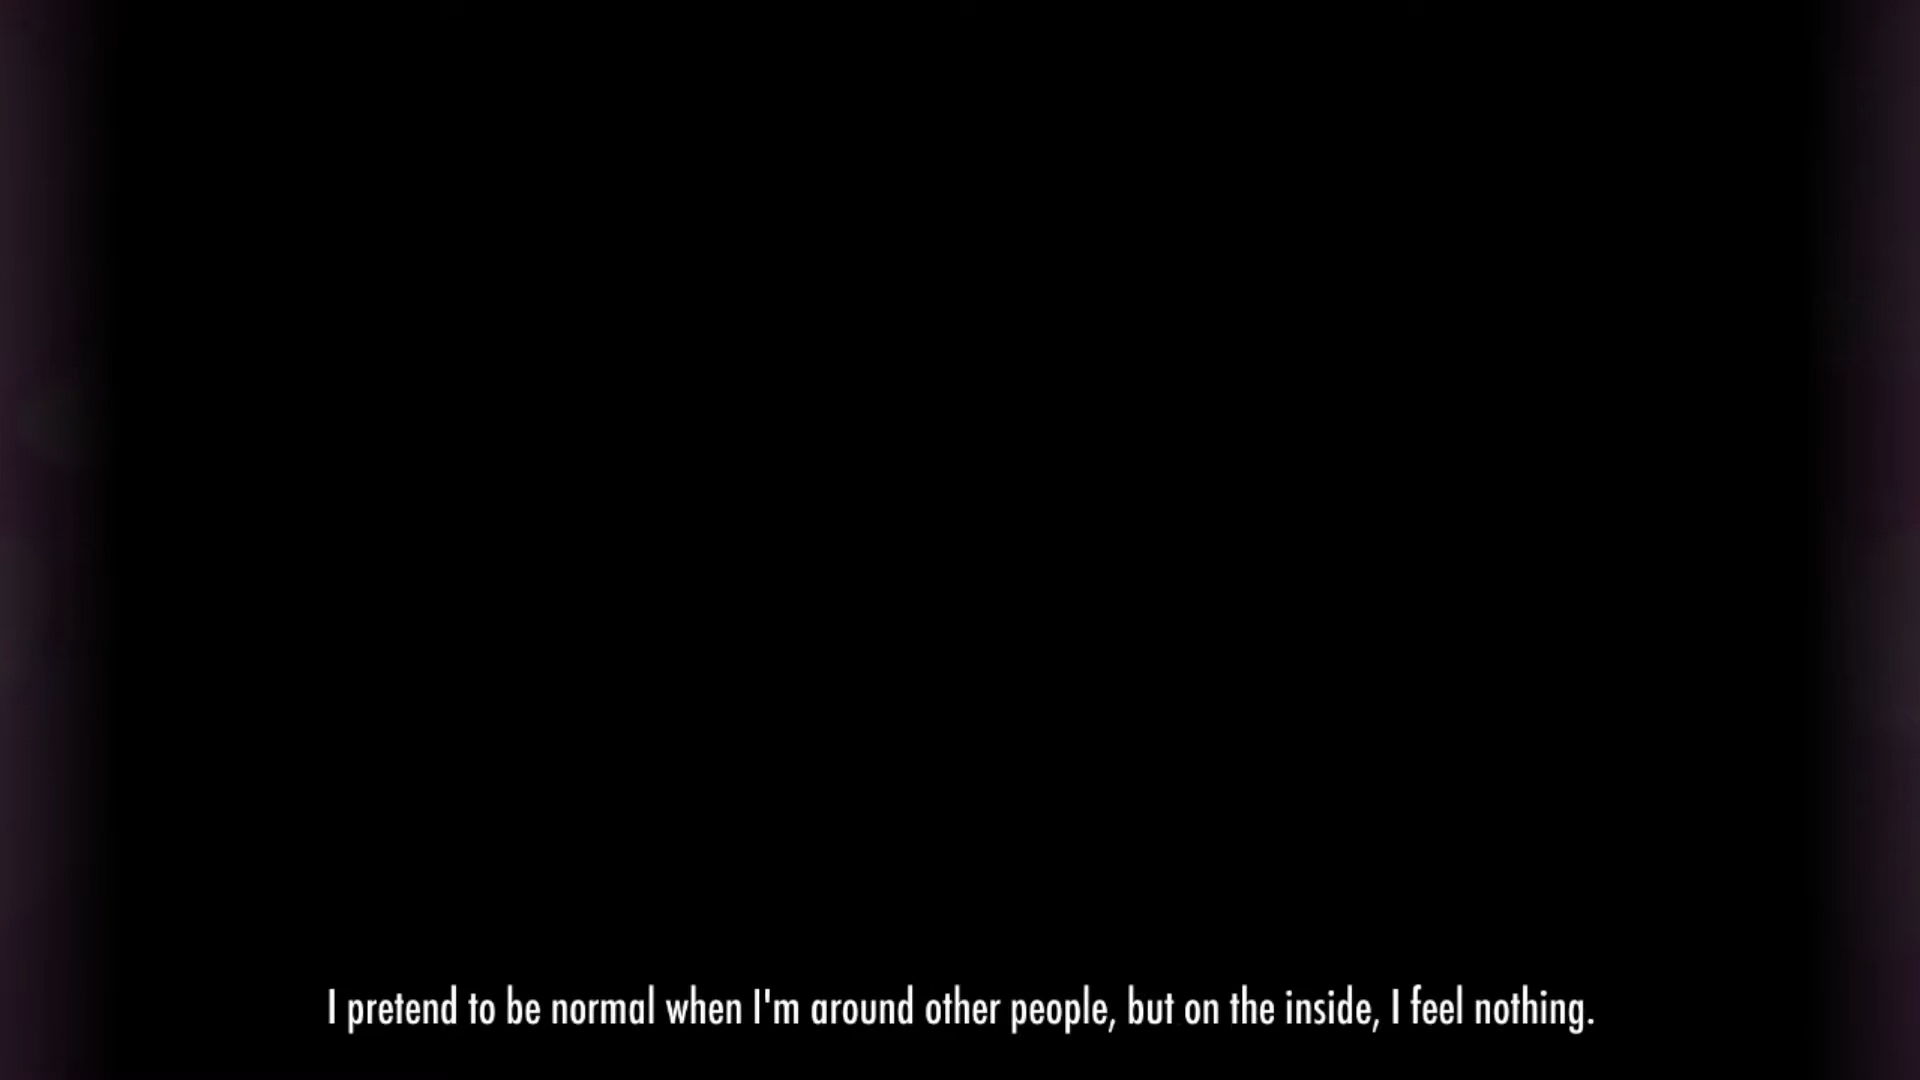 I pretend to be normal when I'm around other people, but on the inside, I feel nothing.